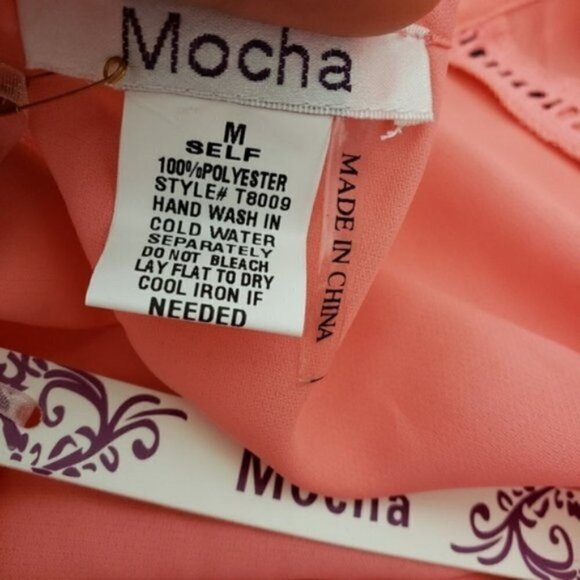 Mocha
M
SELF
100%POLYESTER
STYLE# T8009
HAND WASH IN
COLD WATER
SEPARATELY
DO NOT BLEACH
LAY FLAT TO DRY
COOL IRON IF
NEEDED
MADE IN CHINA
Mocha